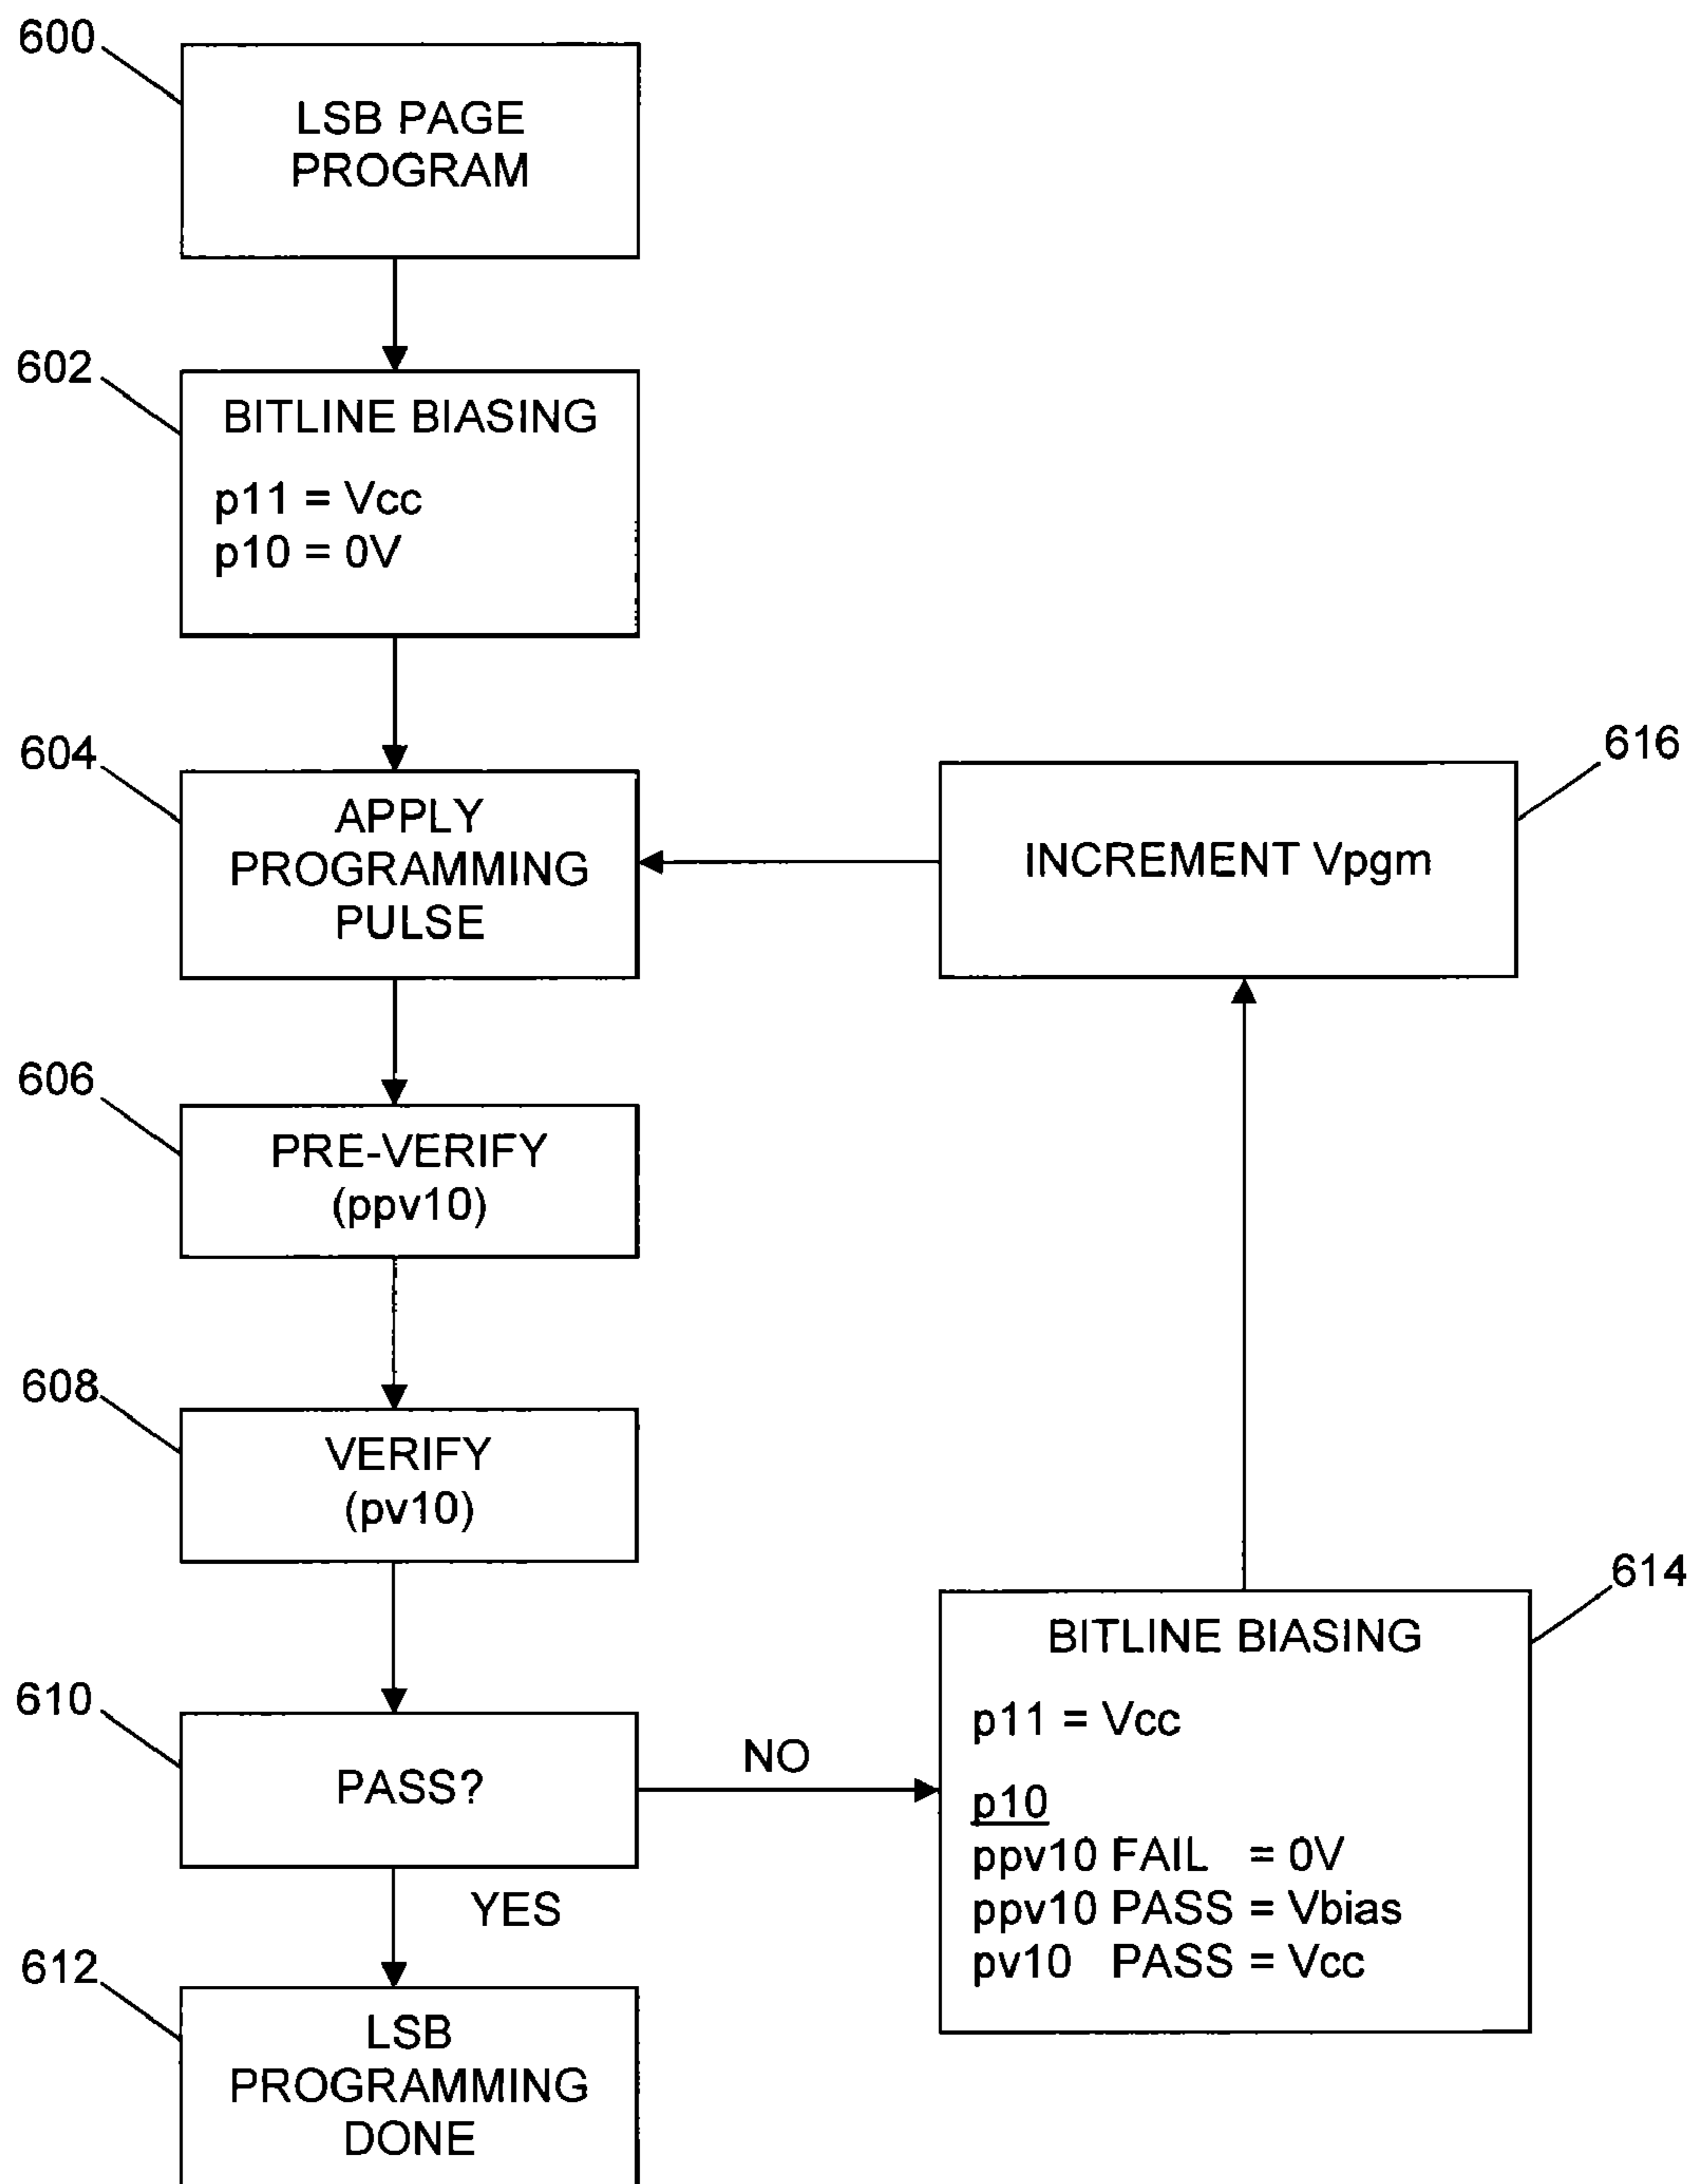 600
LSB PAGE
PROGRAM
602
BITLINE BIASING
p11 = Vcc
p10 = 0V
604
APPLY
PROGRAMMING
PULSE
616
INCREMENT Vpgm
606
PRE-VERIFY
(ppv10)
608
VERIFY
(pv10)
610
PASS?
NO
YES
614
BITLINE BIASING
p11 = Vcc
p10
ppv10 FAIL = 0V
ppv10 PASS = Vbias
pv10 PASS = Vcc
612
LSB
PROGRAMMING
DONE